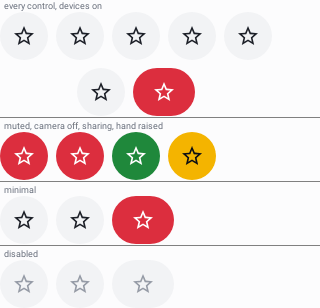 every control, devices on
muted, camera off, sharing, hand raised
minimal
disabled